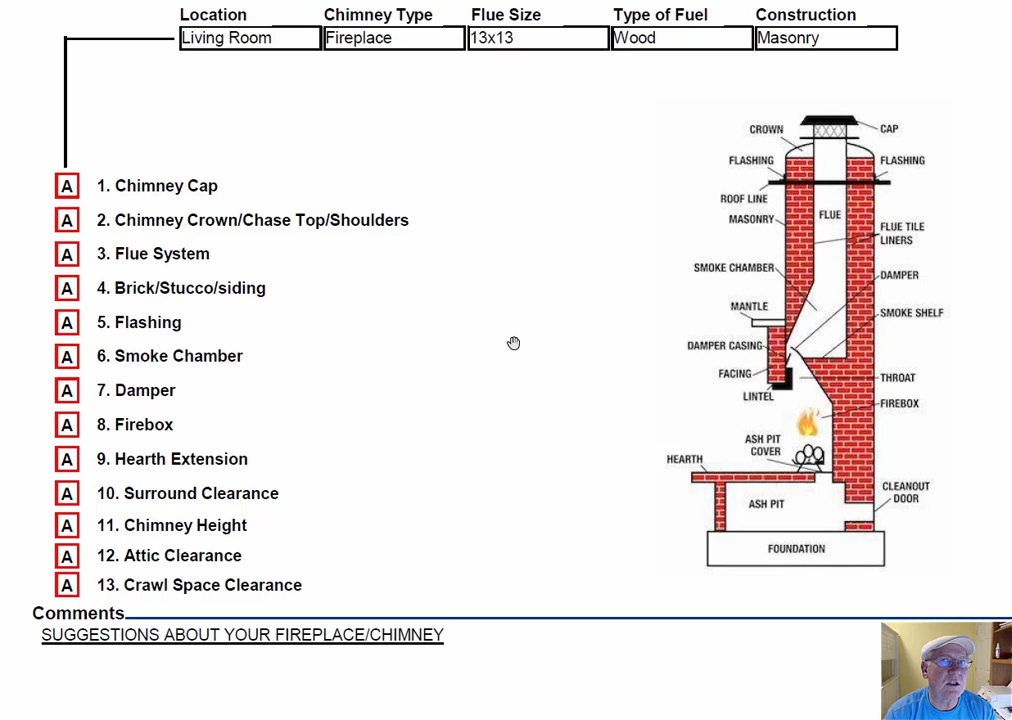 Location Chimney Type Flue Size Type of Fuel Construction
Living Room Fireplace 13x13 Wood Masonry
A 1. Chimney Cap
A 2. Chimney Crown/Chase Top/Shoulders
A 3. Flue System
A 4. Brick/Stucco/siding
A 5. Flashing
A 6. Smoke Chamber
A 7. Damper
A 8. Firebox
A 9. Hearth Extension
A 10. Surround Clearance
A 11. Chimney Height
A 12. Attic Clearance
A 13. Crawl Space Clearance
CROWN
CAP
FLASHING
FLASHING
ROOF LINE
MASONRY
FLUE
FLUE TILE
LINERS
SMOKE CHAMBER
DAMPER
MANTLE
SMOKE SHELF
DAMPER CASING
FACING
THROAT
LINTEL
FIREBOX
ASH PIT
COVER
HEARTH
CLEANOUT
DOOR
ASH PIT
FOUNDATION
Comments
SUGGESTIONS ABOUT YOUR FIREPLACE/CHIMNEY